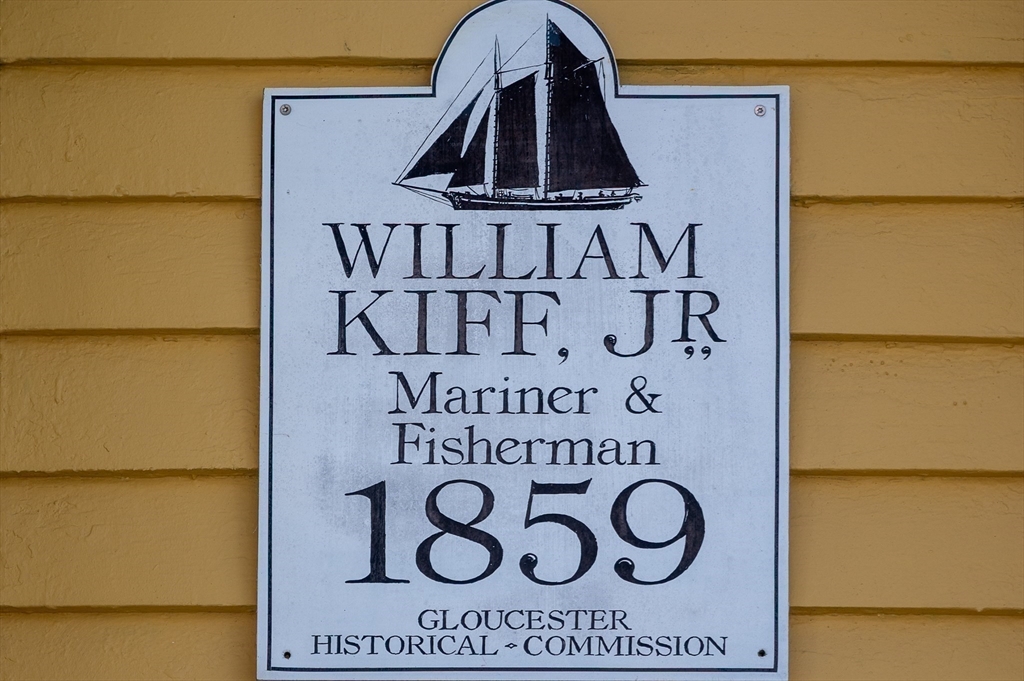 WILLIAM
KIFF, JR,,
Mariner &
Fisherman
1859
GLOUCESTER
HISTORICAL ⋄ COMMISSION